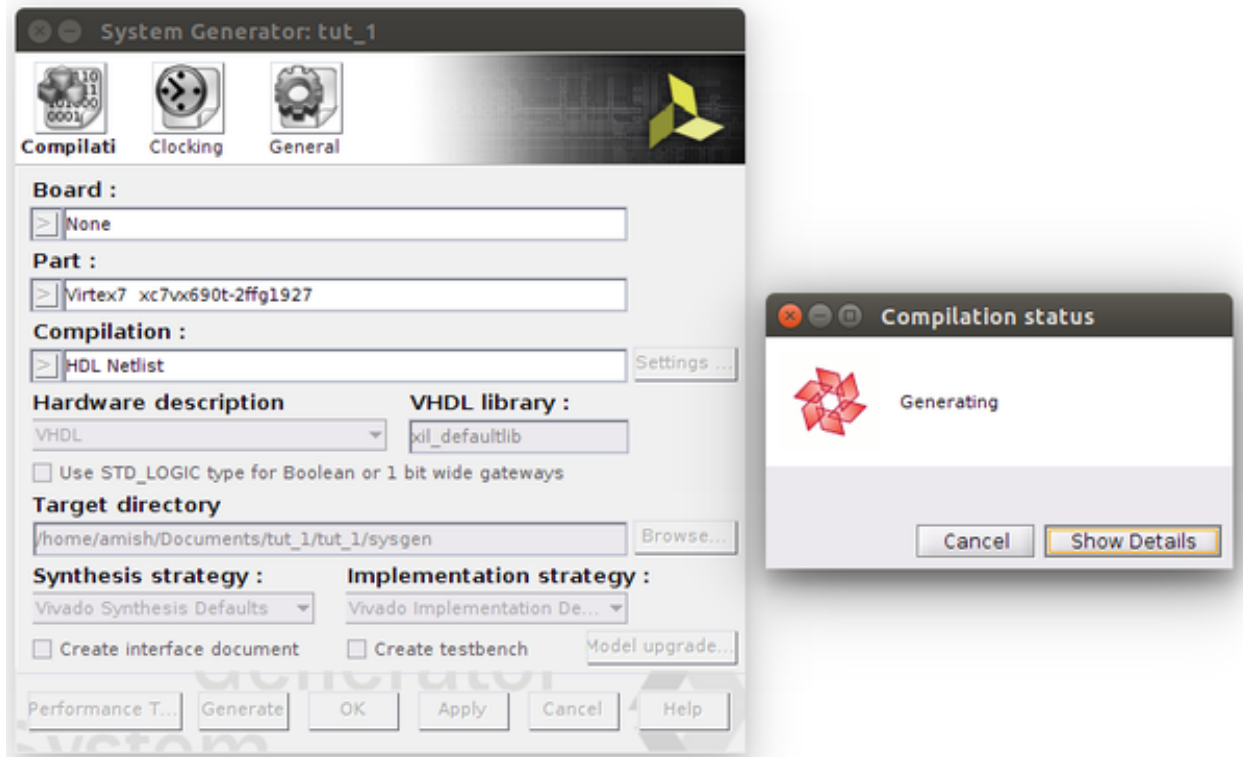 System Generator: tut_1
Compilati Clocking General
Board :
> None
Part :
> Virtex7 xc7vx690t-2ffg1927
Compilation :
> HDL Netlist Settings ...
Hardware description VHDL library :
VHDL xil_defaultlib
Use STD_LOGIC type for Boolean or 1 bit wide gateways
Target directory
/home/amish/Documents/tut_1/tut_1/sysgen Browse...
Synthesis strategy : Implementation strategy :
Vivado Synthesis Defaults Vivado Implementation De...
Create interface document Create testbench Model upgrade...
Performance T... Generate OK Apply Cancel Help
System Generator
Compilation status
Generating
Cancel Show Details